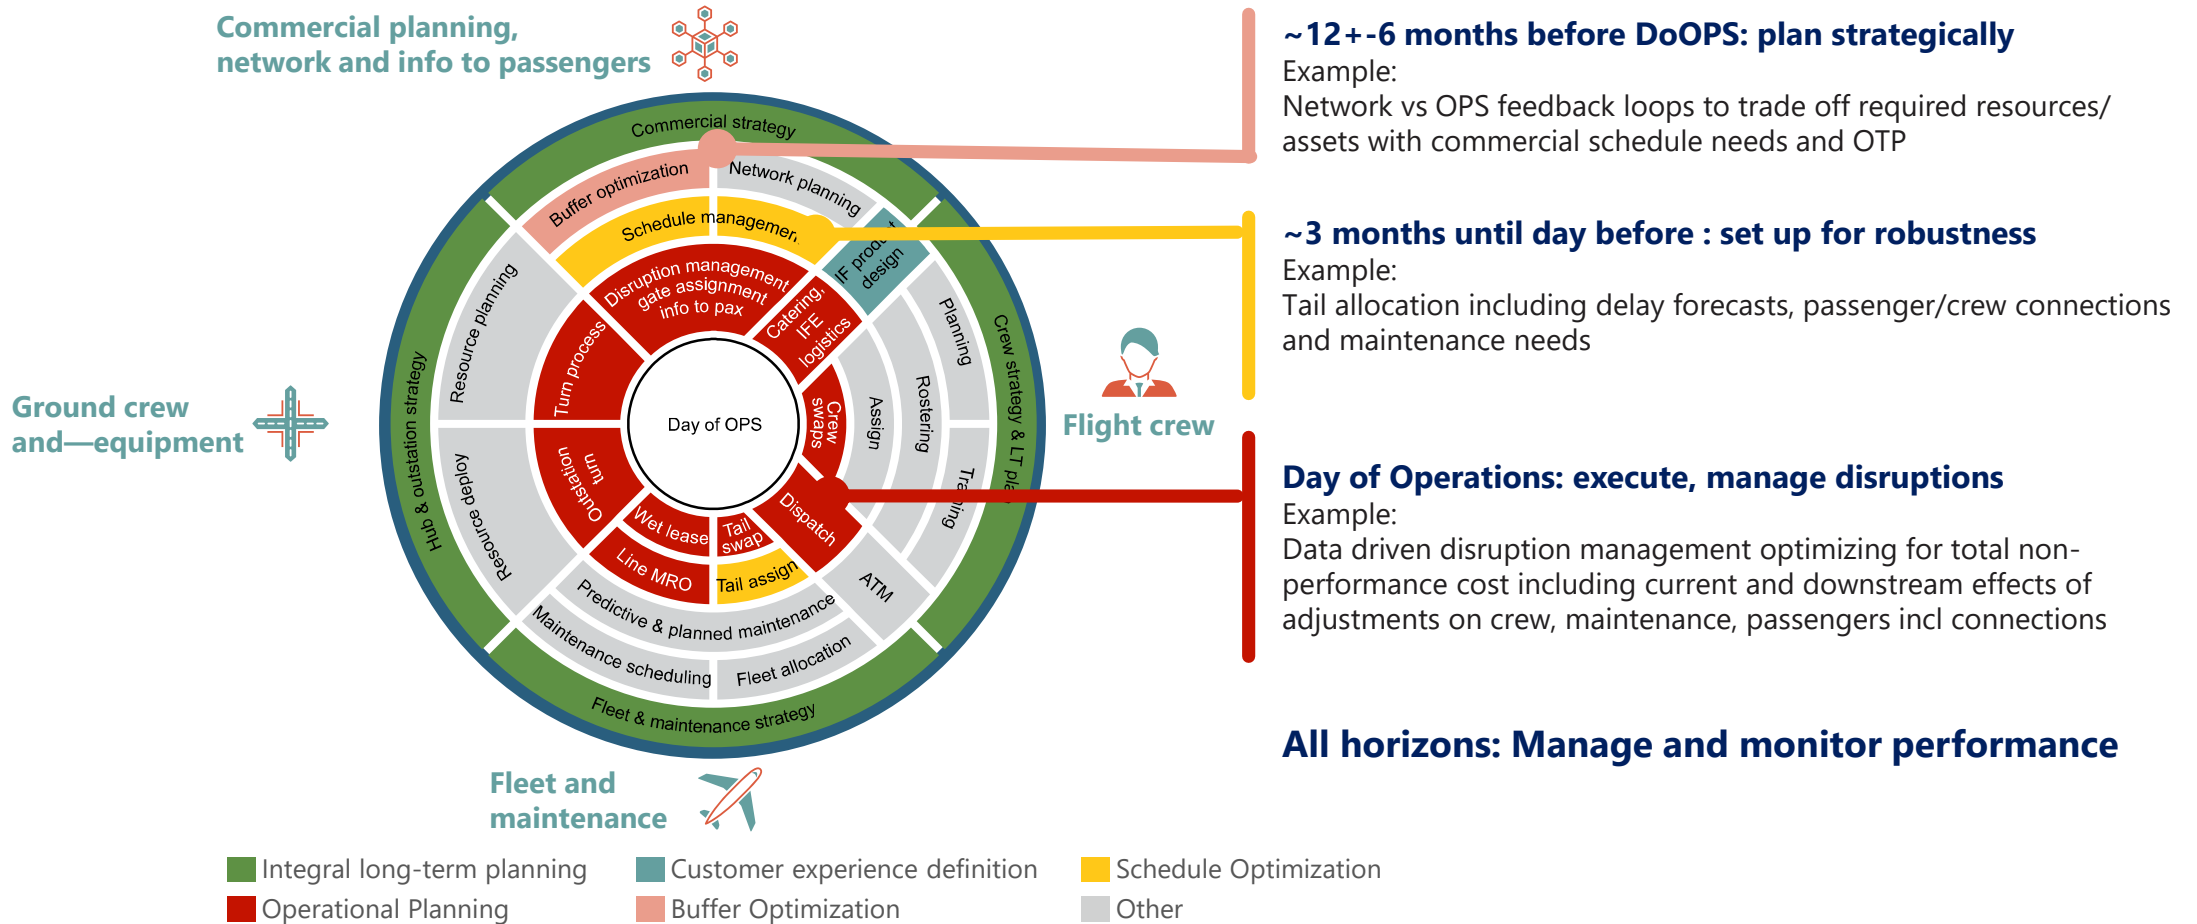 Commercial planning,
network and info to passengers
Ground crew
and—equipment
Flight crew
Fleet and
maintenance
Commercial strategy
Buffer optimization
Network planning
Schedule managemen
IF product
design
Disruption management
gate assignment
info to pax
Catering,
IFE
logistics
Resource planning
Turn process
Hub & outstation strategy
Day of OPS
Crew
swaps
Assign
Rostering
Planning
Crew strategy & LT
Resource deploy
Outstation
turn
Wet lease
Tail
swap
Dispatch
Line MRO
Tail assign
ATM
Predictive & planned maintenance
Maintenance scheduling
Fleet allocation
Fleet & maintenance strategy
~12+-6 months before DoOPS: plan strategically
Example:
Network vs OPS feedback loops to trade off required resources/
assets with commercial schedule needs and OTP
~3 months until day before : set up for robustness
Example:
Tail allocation including delay forecasts, passenger/crew connections
and maintenance needs
Day of Operations: execute, manage disruptions
Example:
Data driven disruption management optimizing for total non-
performance cost including current and downstream effects of
adjustments on crew, maintenance, passengers incl connections
All horizons: Manage and monitor performance
Integral long-term planning
Customer experience definition
Schedule Optimization
Operational Planning
Buffer Optimization
Other